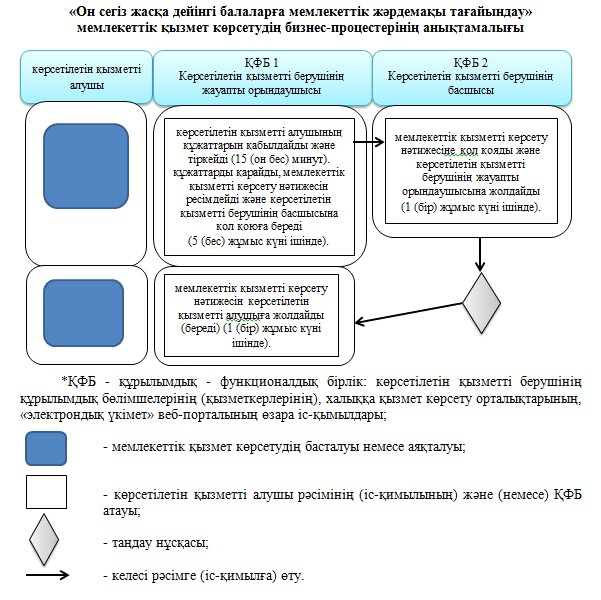 «Он сегіз жасқа дейінгі балаларға мемлекеттік жәрдемақы тағайындау»
мемлекеттік қызмет көрсетудің бизнес-процестерінің анықтамалығы
көрсетілетін қызметті
алушы
ҚФБ 1
Көрсетілетін қызметті берушінің
жауапты орындаушысы
ҚФБ 2
Көрсетілетін қызметті берушінің
басшысы
көрсетілетін қызметті алушының
құжаттарын қабылдайды және
тіркейді (15 (он бес) минут).
құжаттарды қарайды, мемлекеттік
қызметті көрсету нәтижесін
ресімдейді және көрсетілетін
қызметті берушінің басшысына
қол қоюға береді
(5 (бес) жұмыс күні ішінде).
мемлекеттік қызметті көрсету
нәтижесіне қол қояды және
көрсетілетін қызметті
берушінің жауапты
орындаушысына жолдайды
(1 (бір) жұмыс күні ішінде).
мемлекеттік қызметті көрсету
нәтижесін көрсетілетін
қызметті алушыға жолдайды
(береді) (1 (бір) жұмыс күні
ішінде).
*ҚФБ - құрылымдық - функционалдық бірлік: көрсетілетін қызметті берушінің
құрылымдық бөлімшелерінің (қызметкерлерінің), халыққа қызмет көрсету орталықтарының,
«электрондық үкімет» веб-порталының өзара іс-қымылдары;
- мемлекеттік қызмет көрсетудің басталуы немесе аяқталуы;
- көрсетілетін қызметті алушы рәсімінің (іс-қимылының) және (немесе) ҚФБ
атауы;
- таңдау нұсқасы;
- келесі рәсімге (іс-қимылға) өту.